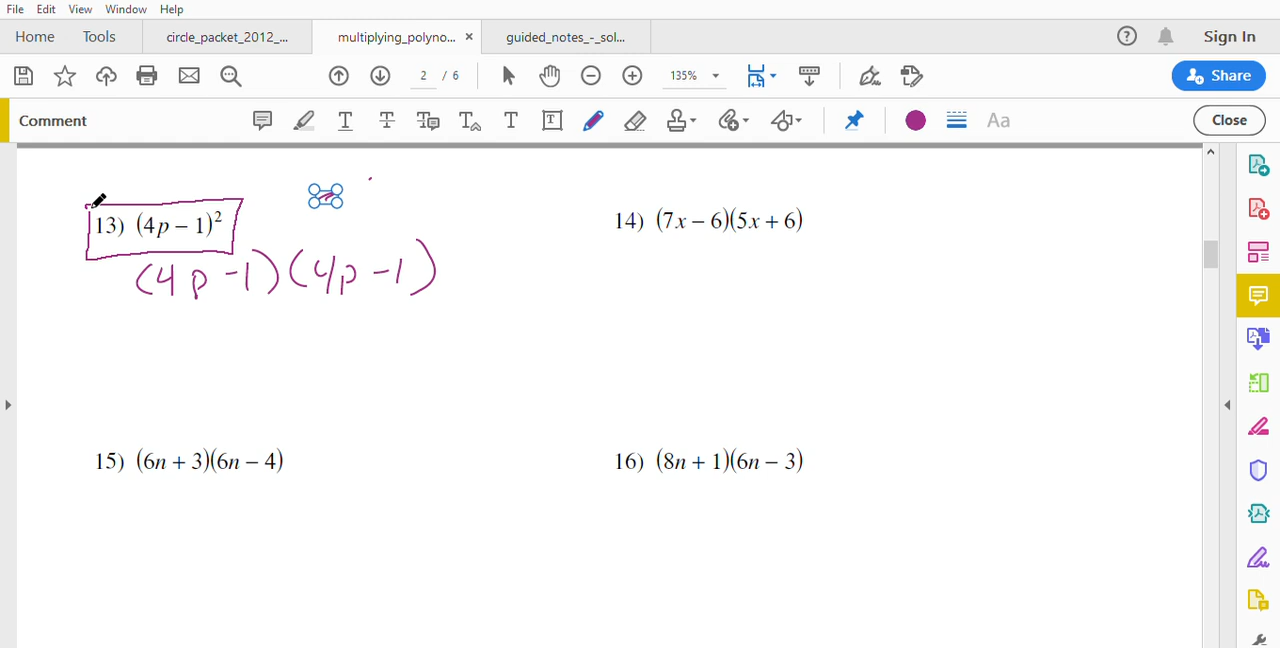 File Edit View Window Help
Home Tools circle_packet_2012_... multiplying_polyno... × guided_notes_-_sol... Sign In
2 / 6 135% Share
Comment Aa Close
13) (4p − 1)²
14) (7x − 6)(5x + 6)
(4p -1)(4p -1)
15) (6n + 3)(6n − 4)
16) (8n + 1)(6n − 3)